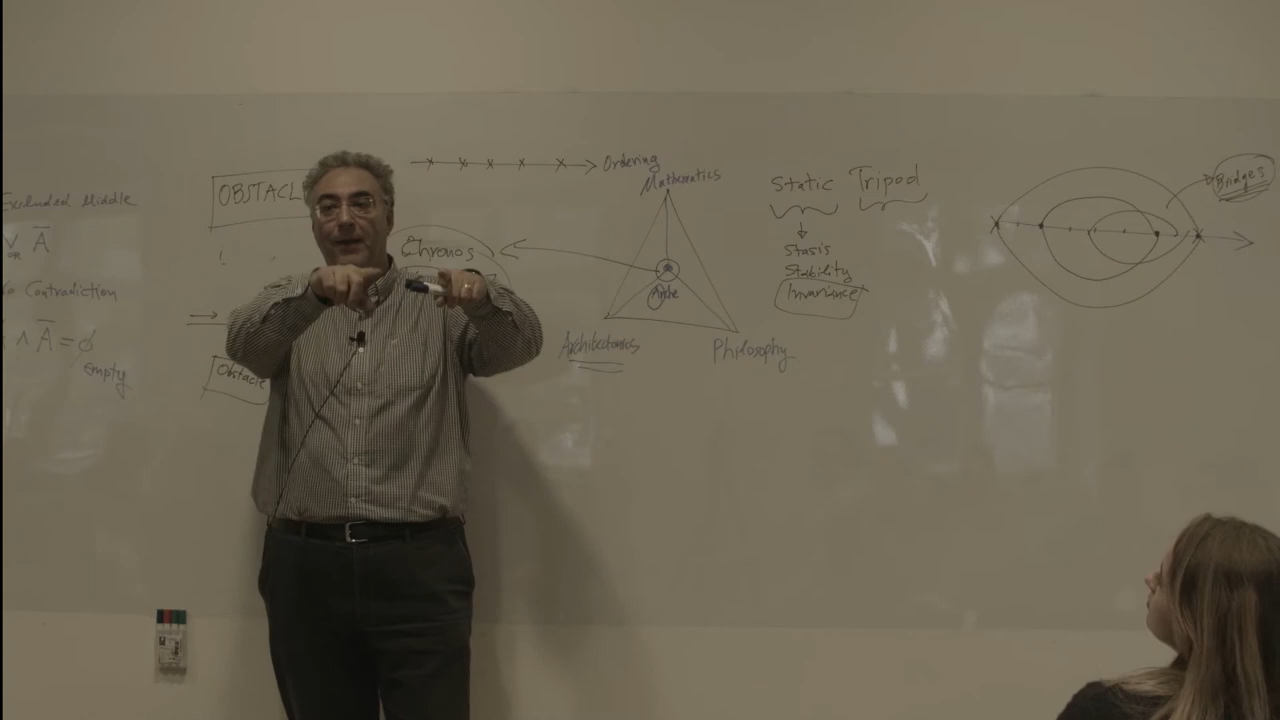 Excluded Middle
V Ā
OR
No Contradiction
∧ Ā = ∅
empty
OBSTACL
!
Obstacle
Ordering
Chronos
Mathematics
Arche
Architectonics
Philosophy
Static Tripod
Stasis
Stability
Invariance
Bridges